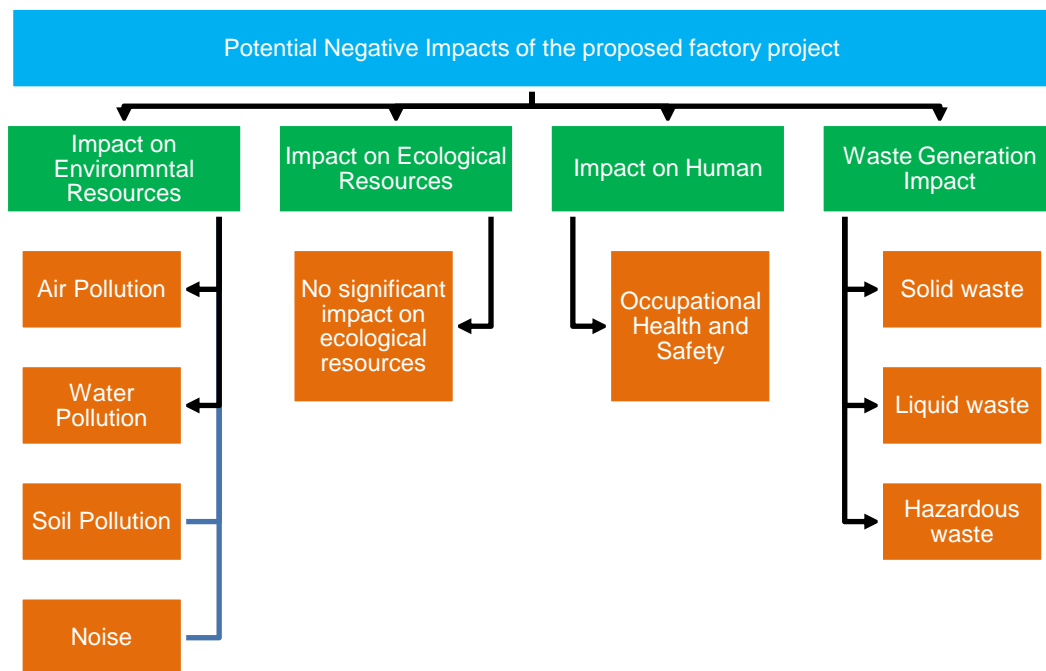 Potential Negative Impacts of the proposed factory project
Impact on
Environmntal
Resources
Impact on Ecological
Resources
Impact on Human
Waste Generation
Impact
Air Pollution
Water
Pollution
Soil Pollution
Noise
No significant
impact on
ecological
resources
Occupational
Health and
Safety
Solid waste
Liquid waste
Hazardous
waste